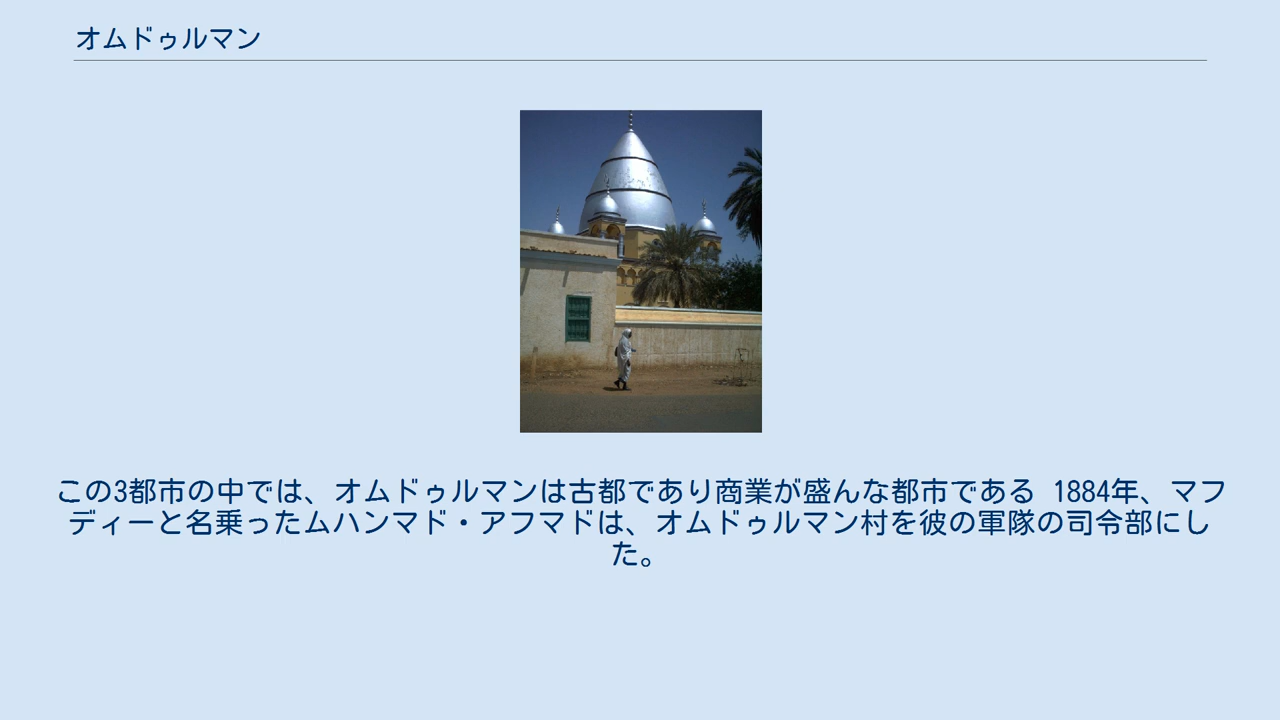 オムドゥルマン
この3都市の中では、オムドゥルマンは古都であり商業が盛んな都市である 1884年、マフ
ディーと名乗ったムハンマド・アフマドは、オムドゥルマン村を彼の軍隊の司令部にし
た。